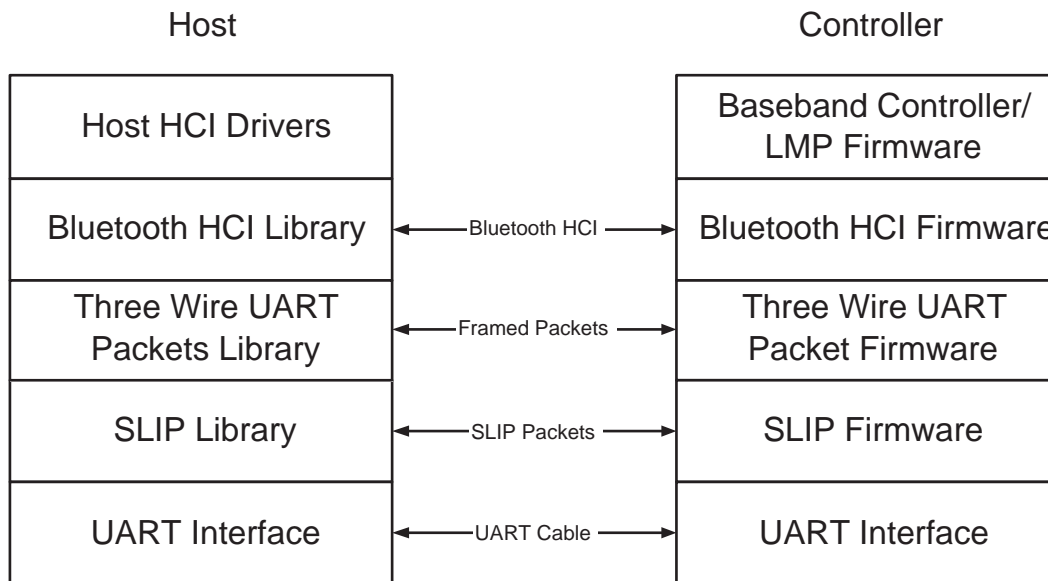 Host
Controller
Host HCI Drivers
Baseband Controller/
LMP Firmware
Bluetooth HCI Library
Bluetooth HCI
Bluetooth HCI Firmware
Three Wire UART
Packets Library
Framed Packets
Three Wire UART
Packet Firmware
SLIP Library
SLIP Packets
SLIP Firmware
UART Interface
UART Cable
UART Interface